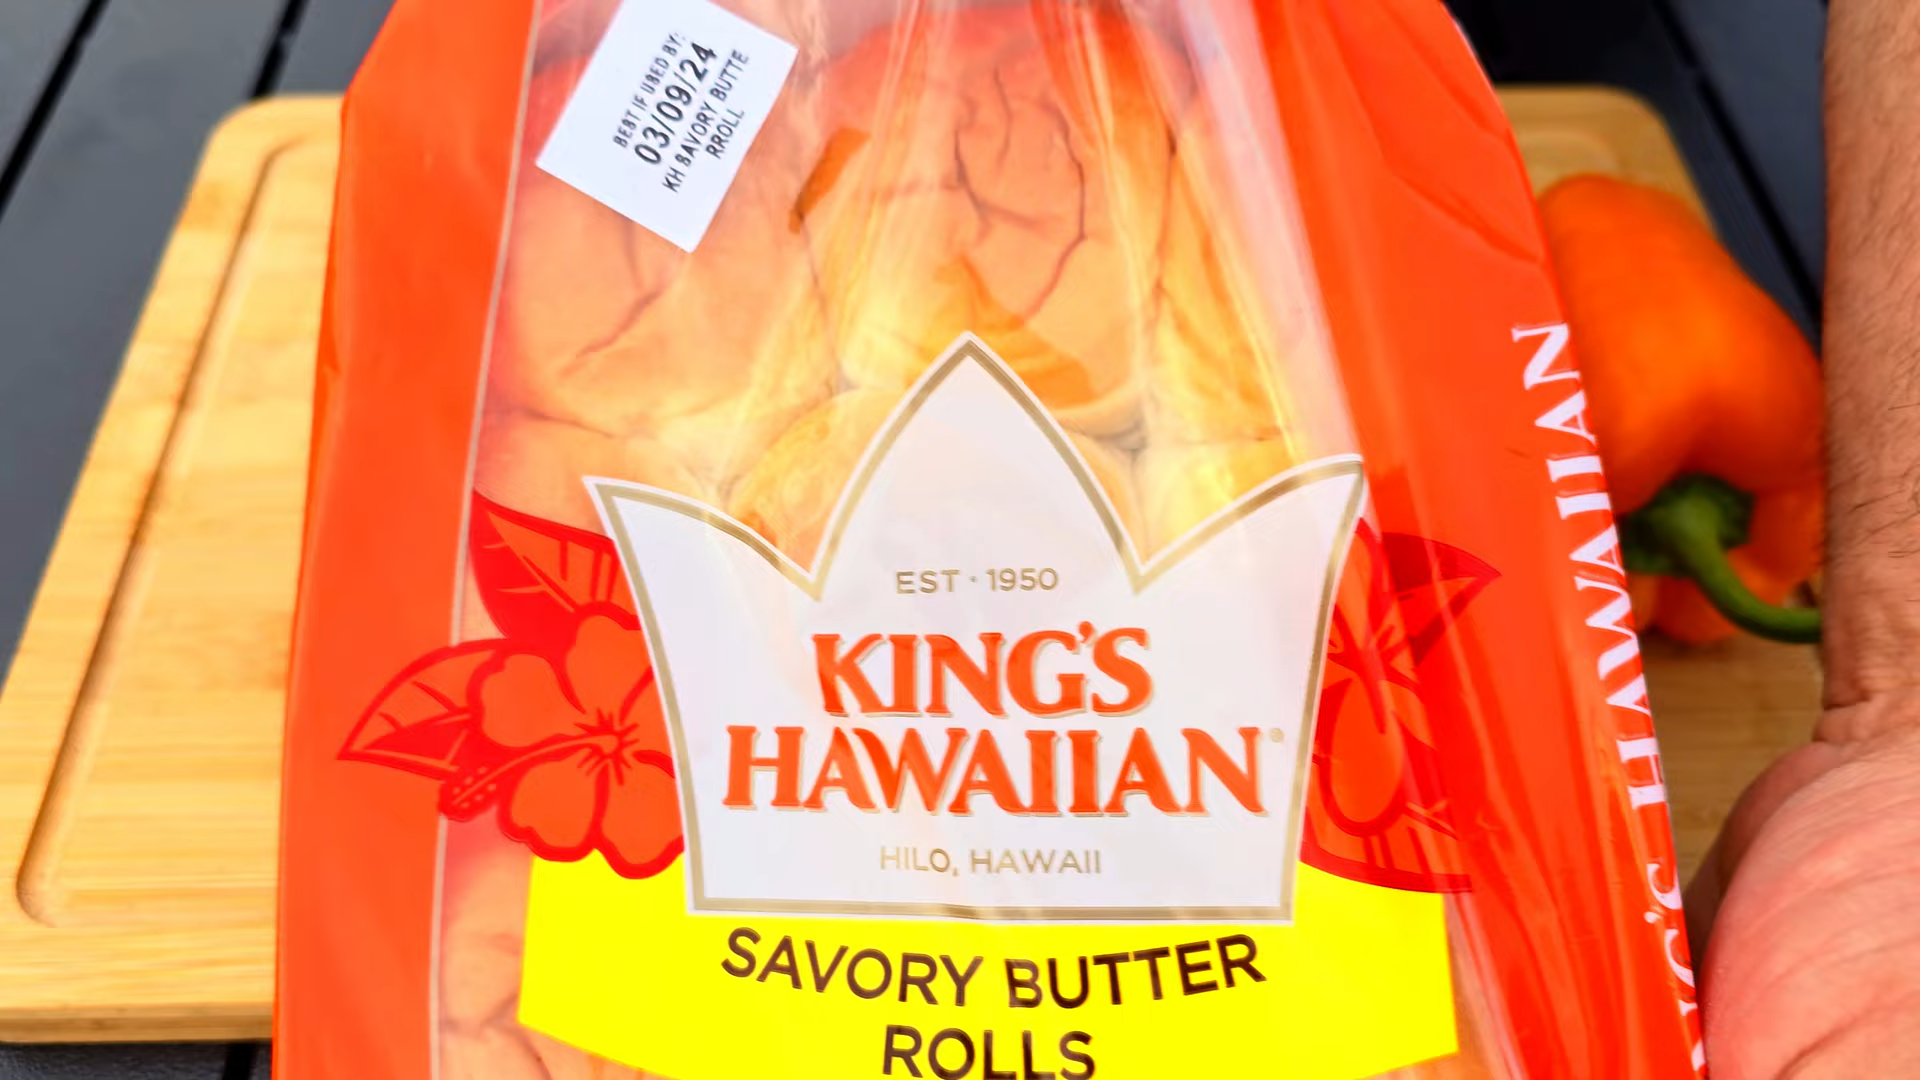 BEST IF USED BY:
03/09/24
KH SAVORY BUTTE
RROLL
EST · 1950
KING'S
HAWAIIAN®
HILO, HAWAII
SAVORY BUTTER
ROLLS
KING'S HAWAIIAN